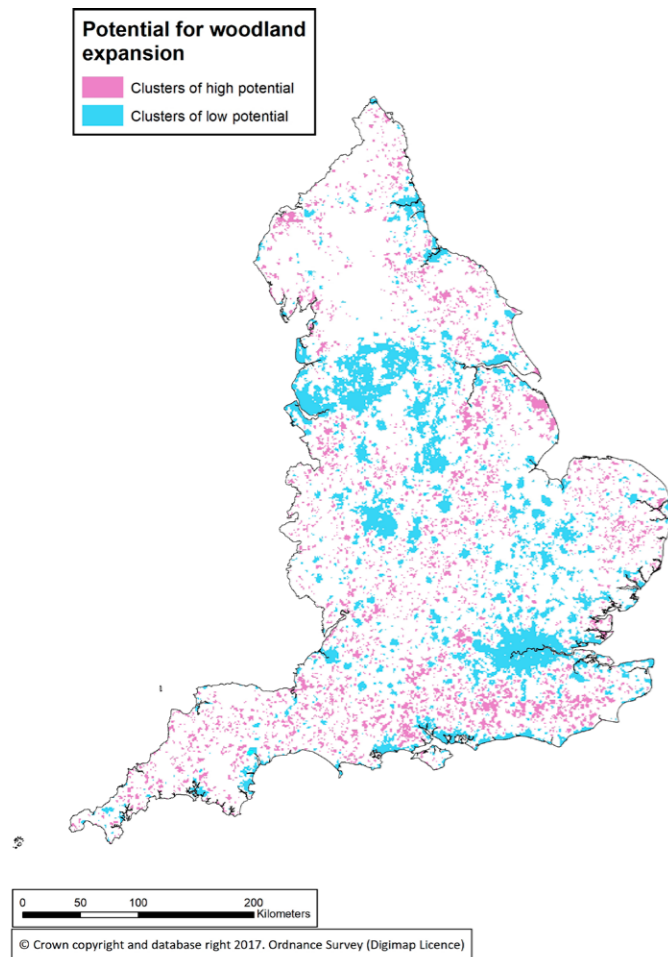 Potential for woodland
expansion
Clusters of high potential
Clusters of low potential
0 50 100 200
Kilometers
© Crown copyright and database right 2017. Ordnance Survey (Digimap Licence)